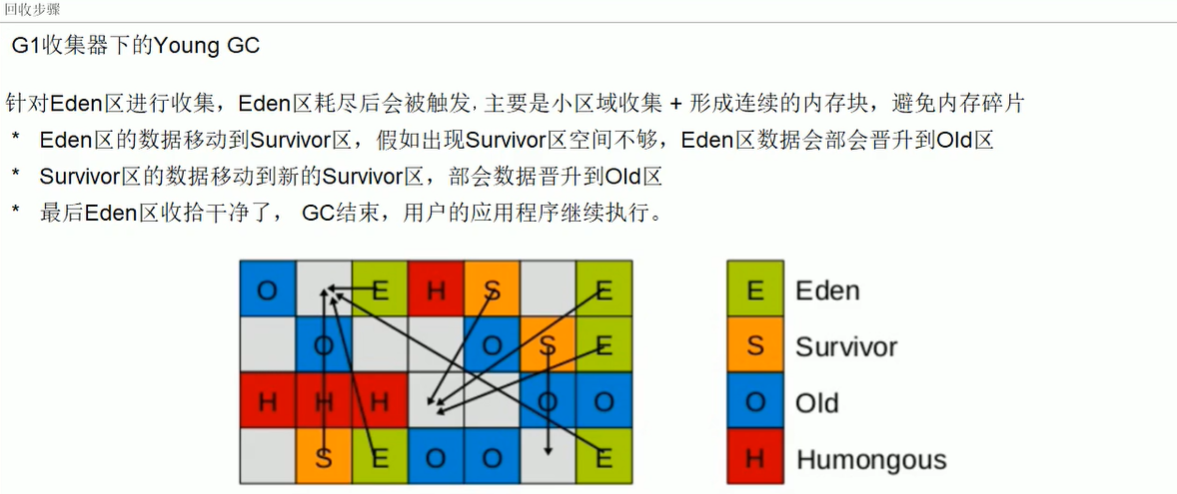 回收步骤
G1收集器下的Young GC
针对Eden区进行收集，Eden区耗尽后会被触发, 主要是小区域收集 + 形成连续的内存块，避免内存碎片
* Eden区的数据移动到Survivor区，假如出现Survivor区空间不够，Eden区数据会部会晋升到Old区
* Survivor区的数据移动到新的Survivor区，部会数据晋升到Old区
* 最后Eden区收拾干净了， GC结束，用户的应用程序继续执行。
O E H S E
O O S E
H H H O O
S E O O E
E Eden
S Survivor
O Old
H Humongous